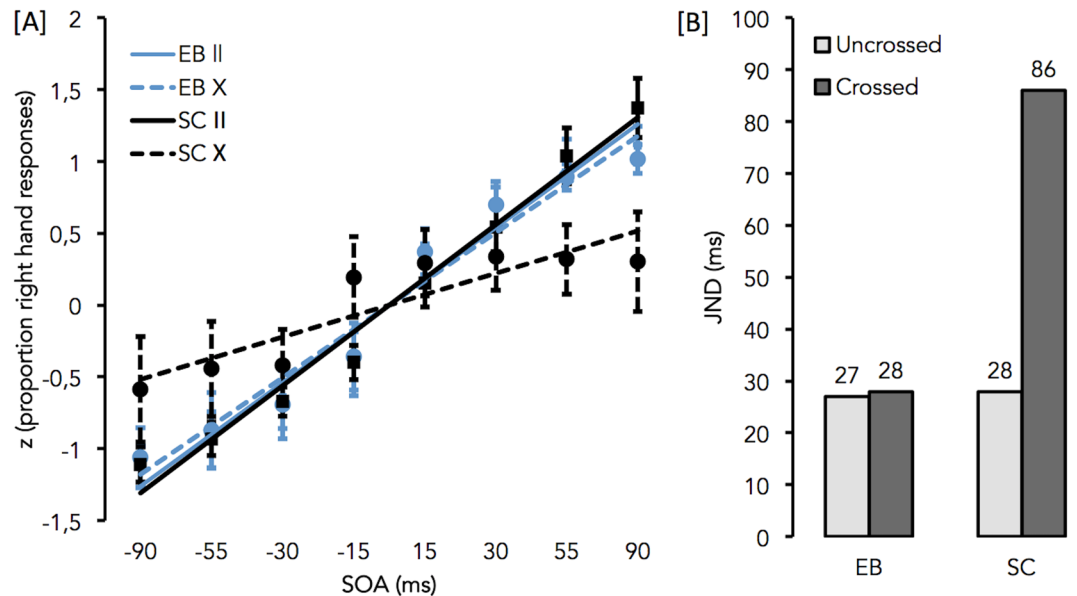 [A]
z (proportion right hand responses)
2
1,5
1
0,5
0
-0,5
-1
-1,5
EB II
EB X
SC II
SC X
-90 -55 -30 -15 15 30 55 90
SOA (ms)
[B]
JND (ms)
100
90
80
70
60
50
40
30
20
10
0
Uncrossed
Crossed
27 28 28 86
EB SC